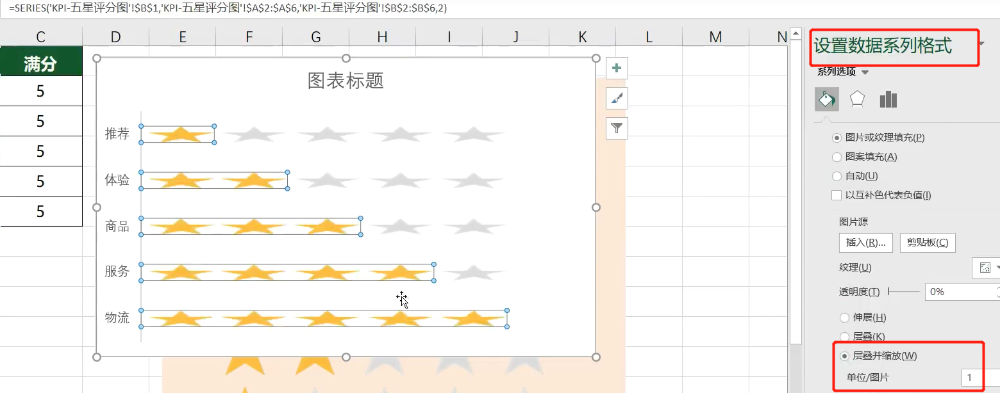 =SERIES('KPI-五星评分图'!$B$1,'KPI-五星评分图'!$A$2:$A$6,'KPI-五星评分图'!$B$2:$B$6,2)
C D E F G H I J K L M N
满分
5
5
5
5
5
图表标题
推荐
体验
商品
服务
物流
设置数据系列格式
系列选项
图片或纹理填充(P)
图案填充(A)
自动(U)
以互补色代表负值(I)
图片源
插入(R)... 剪贴板(C)
纹理(U)
透明度(T) 0%
伸展(H)
层叠(K)
层叠并缩放(W)
单位/图片 1